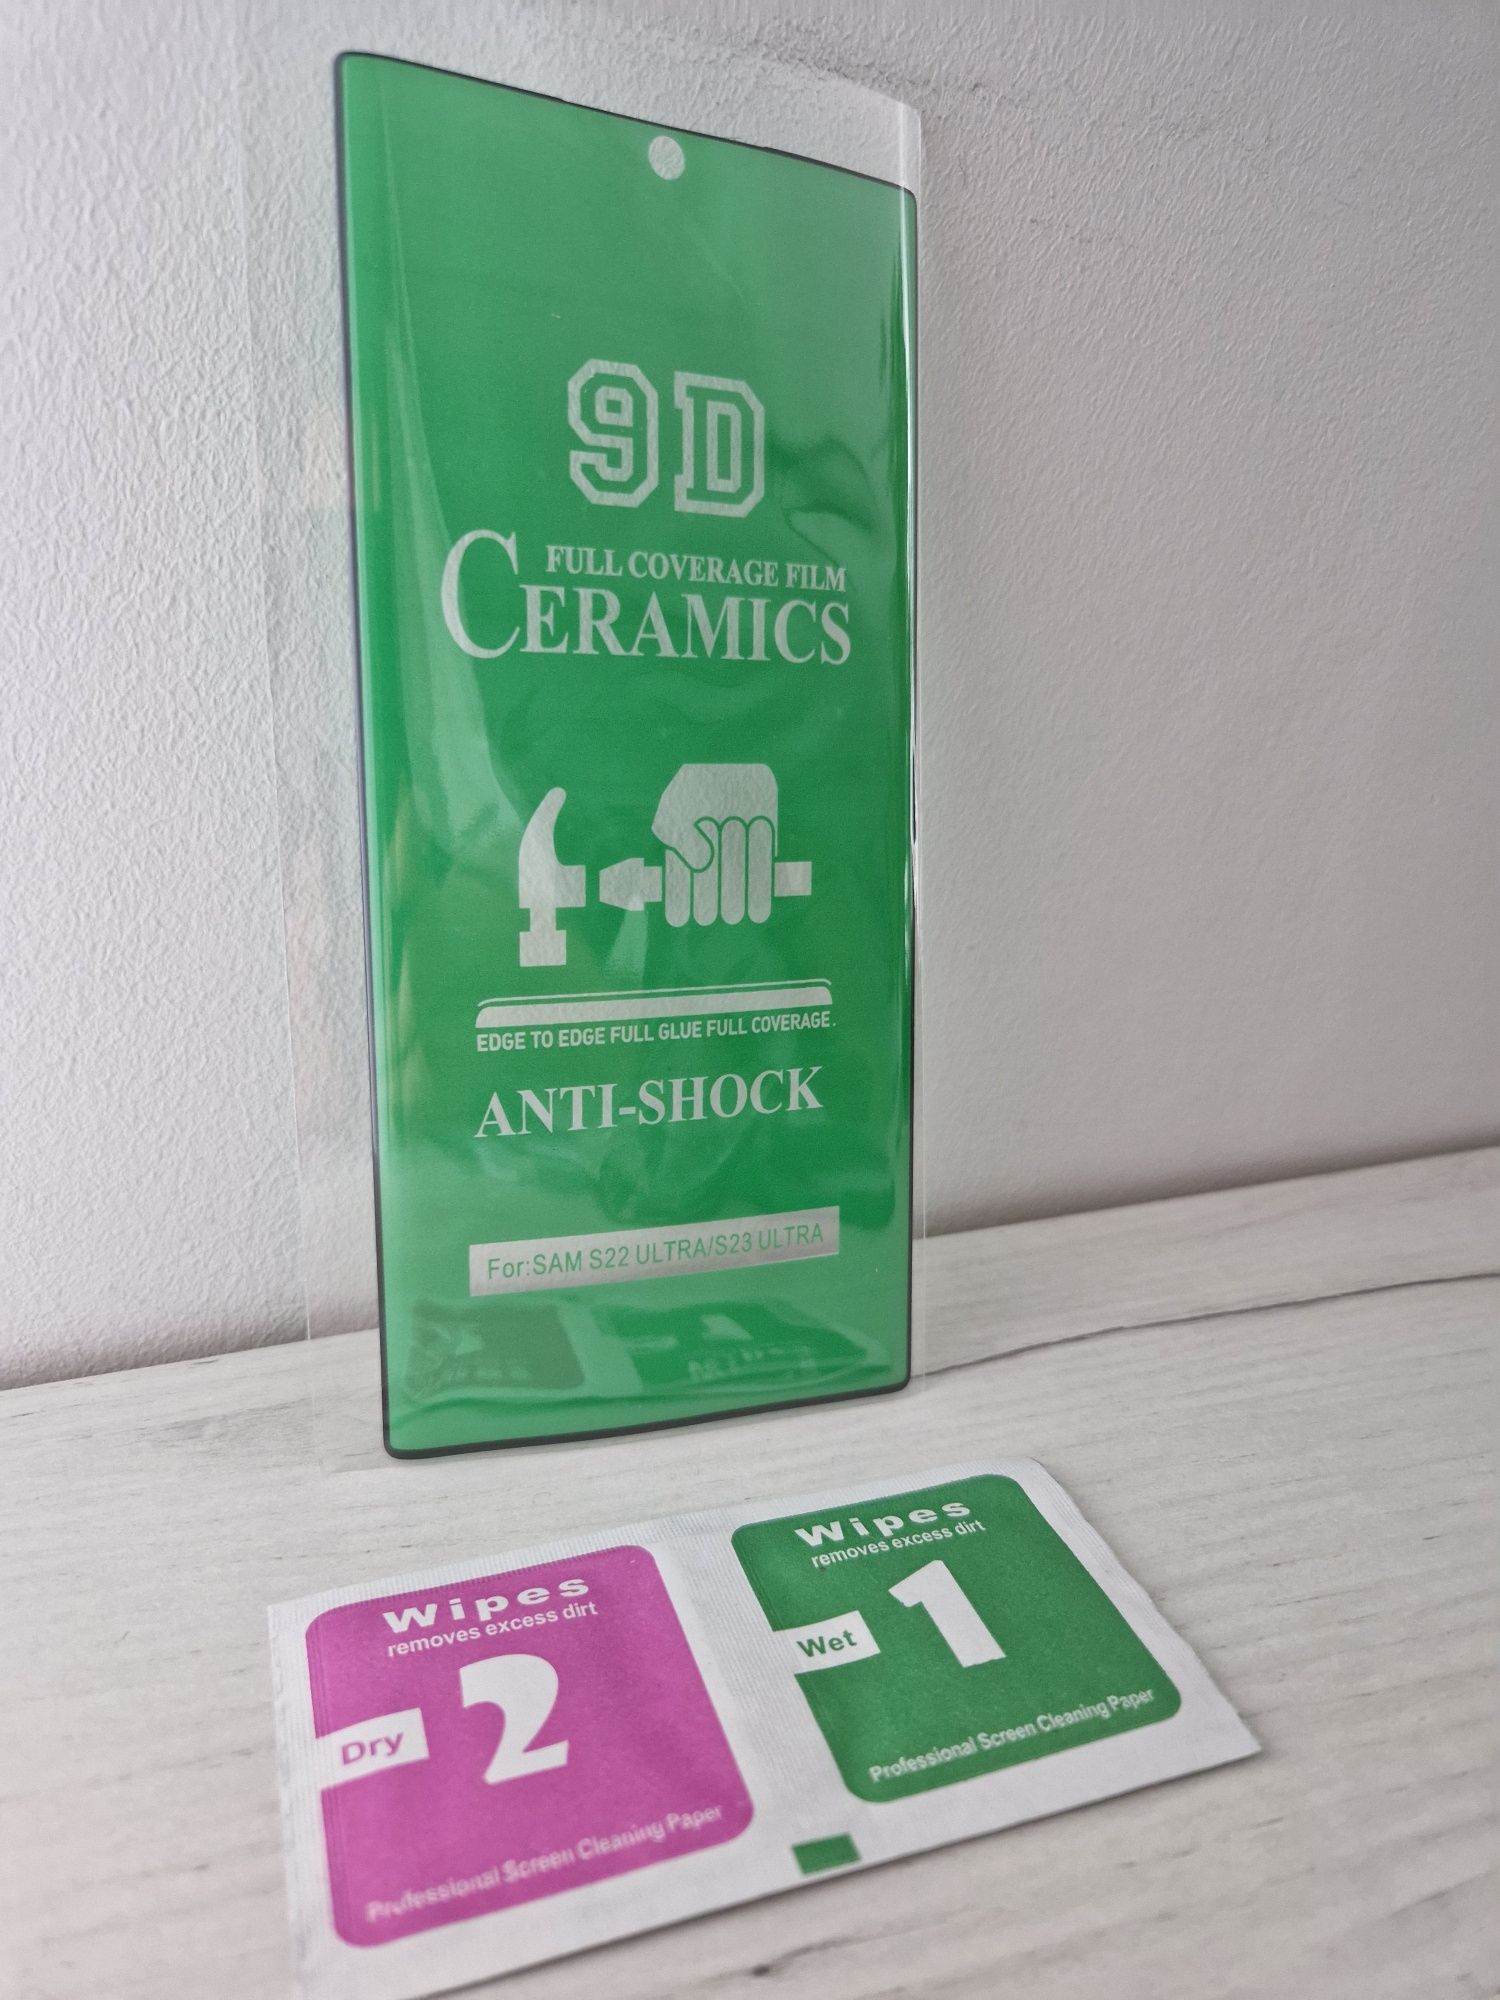 9D
FULL COVERAGE FILM
CERAMICS
EDGE TO EDGE FULL GLUE FULL COVERAGE.
ANTI-SHOCK
For:SAM S22 ULTRA/S23 ULTRA
Wipes
removes excess dirt
Dry
2
Professional Screen Cleaning Paper
Wipes
removes excess dirt
Wet
1
Professional Screen Cleaning Paper